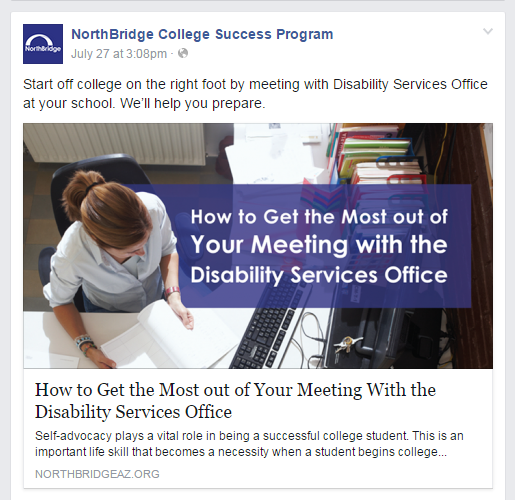 NorthBridge
NorthBridge College Success Program
July 27 at 3:08pm ·
Start off college on the right foot by meeting with Disability Services Office
at your school. We'll help you prepare.
How to Get the Most out of
Your Meeting with the
Disability Services Office
How to Get the Most out of Your Meeting With the
Disability Services Office
Self-advocacy plays a vital role in being a successful college student. This is an
important life skill that becomes a necessity when a student begins college...
NORTHBRIDGEAZ.ORG